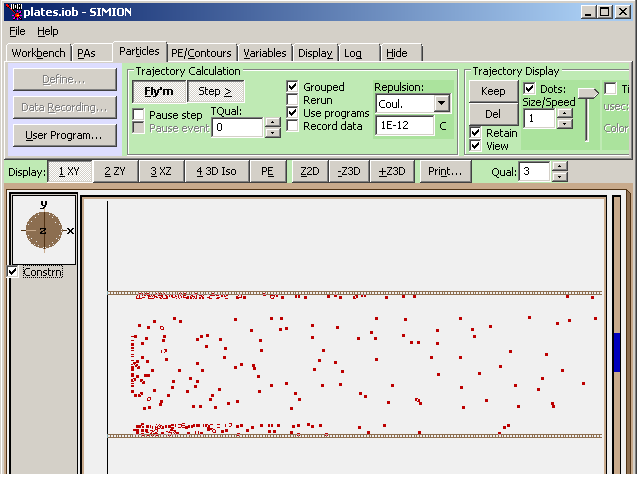 plates.iob - SIMION
File Help
Workbench PAs Particles PE/Contours Variables Display Log Hide
Define...
Data Recording...
User Program...
Trajectory Calculation
Fly'm Step >
Pause step
Pause event
TQual:
0
Grouped
Rerun
Use programs
Record data
Repulsion:
Coul.
1E-12 C
Trajectory Display
Keep
Del
Retain
View
Dots:
Size/Speed
1
Ti
usec:
Color
Display: 1 XY 2 ZY 3 XZ 4 3D Iso PE Z2D -Z3D +Z3D Print... Qual: 3
y
z x
Constrn